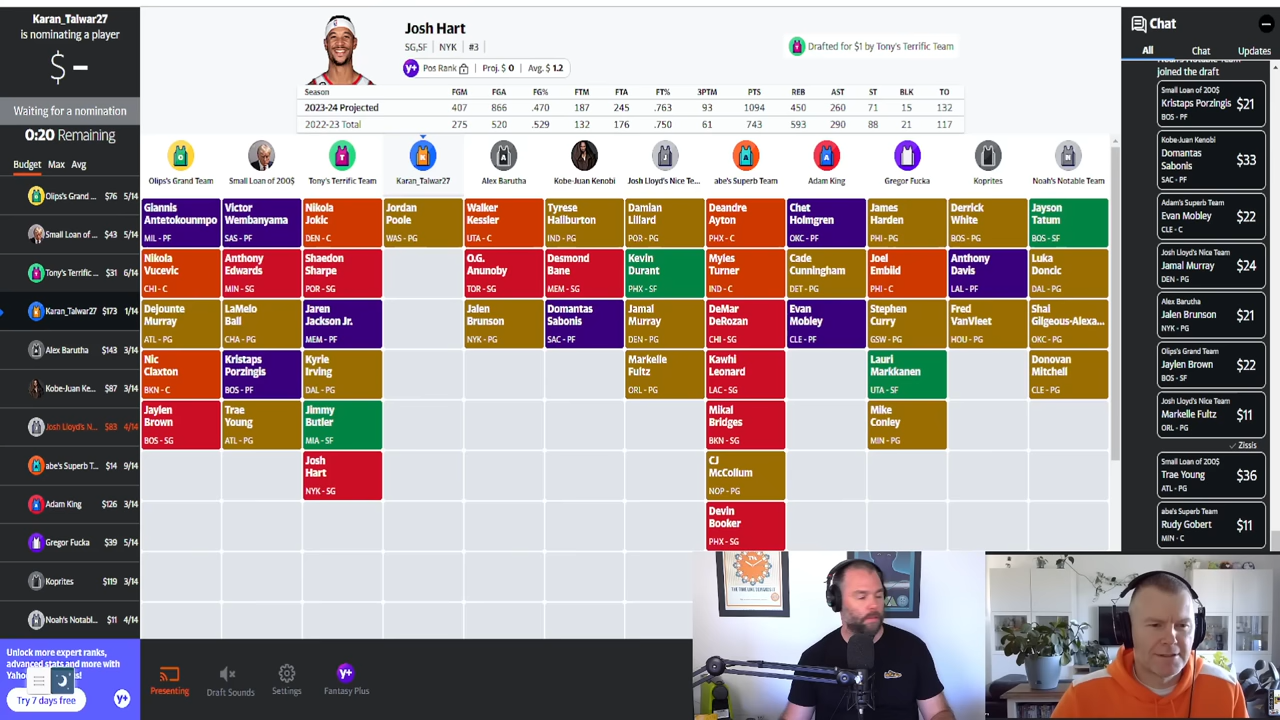 Karan_Talwar27
is nominating a player
$ –
Waiting for a nomination
0:20 Remaining
Budget Max Avg
Olips's Grand ... $76 5/14
Small Loan of ... $43 5/14
Tony's Terrific ... $31 6/14
Karan_Talwar27 $173 1/14
Alex Barutha $143 3/14
Kobe-Juan Ke... $87 3/14
Josh Lloyd's N... $83 4/14
abe's Superb T... $14 9/14
Adam King $126 3/14
Gregor Fucka $39 5/14
Koprites $119 3/14
Noah's Notabl... $11 4/14
Unlock more expert ranks,
advanced stats and more with
Try 7 days free
y+
Josh Hart
SG,SF NYK #3
y+ Pos Rank Proj. $ 0 Avg. $ 1.2
Drafted for $1 by Tony's Terrific Team
Season FGM FGA FG% FTM FTA FT% 3PTM PTS REB AST ST BLK TO
2023-24 Projected 407 866 .470 187 245 .763 93 1094 450 260 71 15 132
2022-23 Total 275 520 .529 132 176 .750 61 743 593 290 88 21 117
Olips's Grand Team Small Loan of 200$ Tony's Terrific Team Karan_Talwar27 Alex Barutha Kobe-Juan Kenobi Josh Lloyd's Nice Te... abe's Superb Team Adam King Gregor Fucka Koprites Noah's Notable Team
Giannis Victor Nikola Jordan Walker Tyrese Damian Deandre Chet James Derrick Jayson
Antetokounmpo Wembanyama Jokic Poole Kessler Haliburton Lillard Ayton Holmgren Harden White Tatum
MIL - PF SAS - PF DEN - C WAS - PG UTA - C IND - PG POR - PG PHX - C OKC - PF PHI - PG BOS - PG BOS - SF
Nikola Anthony Shaedon O.G. Desmond Kevin Myles Cade Joel Anthony Luka
Vucevic Edwards Sharpe Anunoby Bane Durant Turner Cunningham Embiid Davis Doncic
CHI - C MIN - SG POR - SG TOR - SG MEM - SG PHX - SF IND - C DET - PG PHI - C LAL - PF DAL - PG
Dejounte LaMelo Jaren Jalen Domantas Jamal DeMar Evan Stephen Fred Shai
Murray Ball Jackson Jr. Brunson Sabonis Murray DeRozan Mobley Curry VanVleet Gilgeous-Alexa...
ATL - PG CHA - PG MEM - PF NYK - PG SAC - PF DEN - PG CHI - SG CLE - PF GSW - PG HOU - PG OKC - PG
Nic Kristaps Kyrie Markelle Kawhi Lauri Donovan
Claxton Porzingis Irving Fultz Leonard Markkanen Mitchell
BKN - C BOS - PF DAL - PG ORL - PG LAC - SG UTA - SF CLE - PG
Jaylen Trae Jimmy Mikal Mike
Brown Young Butler Bridges Conley
BOS - SG ATL - PG MIA - SF BKN - SG MIN - PG
Josh CJ
Hart McCollum
NYK - SG NOP - PG
Devin
Booker
PHX - SG
Presenting Draft Sounds Settings Fantasy Plus
Chat
All Chat Updates
joined the draft
Small Loan of 200$
Kristaps Porzingis $21
BOS - PF
Kobe-Juan Kenobi
Domantas
Sabonis $33
SAC - PF
Adam's Superb Team
Evan Mobley $22
CLE - C
Josh Lloyd's Nice Team
Jamal Murray $24
DEN - PG
Alex Barutha
Jalen Brunson $21
NYK - PG
Olips's Grand Team
Jaylen Brown $22
BOS - SF
Josh Lloyd's Nice Team
Markelle Fultz $11
ORL - PG
Zissis
Small Loan of 200$
Trae Young $36
ATL - PG
abe's Superb Team
Rudy Gobert $11
MIN - C